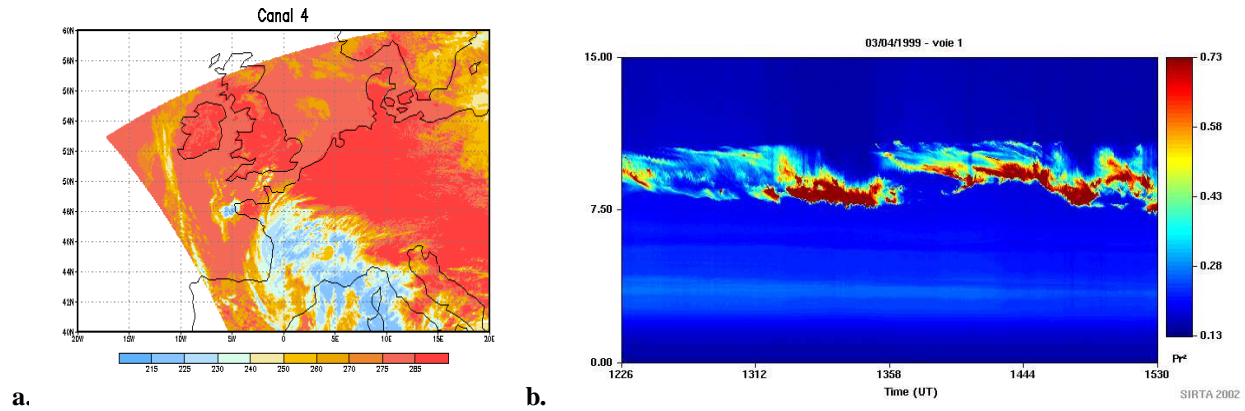 Canal 4
60N
58N
56N
54N
52N
50N
48N
46N
44N
42N
40N
20W 15W 10W 5W 0 5E 10E 15E 20E
215 225 230 240 250 260 270 275 285
a.
03/04/1999 - voie 1
15.00
7.50
0.00
1226 1312 1358 1444 1530
Time (UT)
0.73
0.58
0.43
0.28
0.13
Pr²
SIRTA 2002
b.